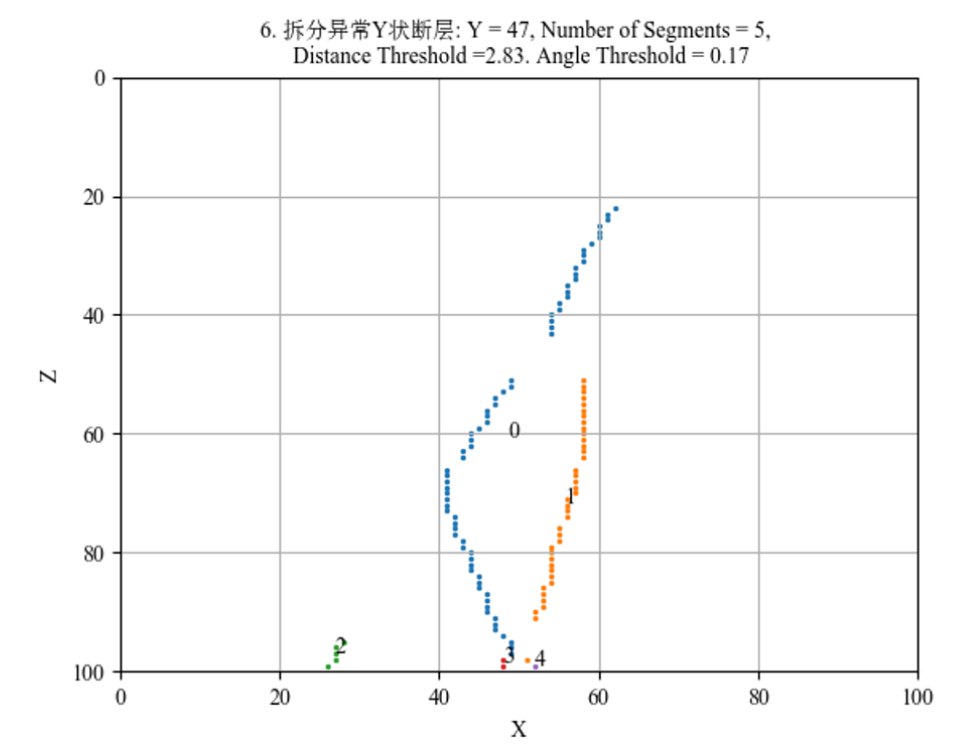 6. 拆分异常Y状断层: Y = 47, Number of Segments = 5,
Distance Threshold =2.83. Angle Threshold = 0.17
0
20
40
60
80
100
Z
0
1
2
3
4
0 20 40 60 80 100
X